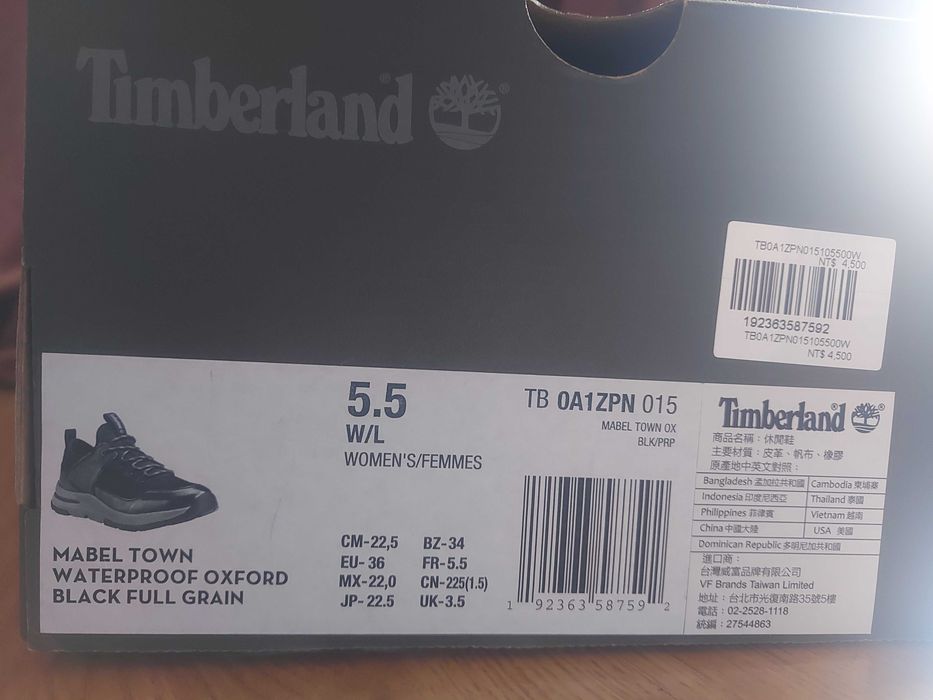 Timberland®
TB0A1ZPN015105500W
NT$ 4,500
192363587592
TB0A1ZPN015105500W
NT$ 4,500
5.5
W/L
WOMEN'S/FEMMES
CM-22,5 BZ-34
EU- 36 FR-5.5
MX-22,0 CN-225(1.5)
JP- 22.5 UK-3.5
MABEL TOWN
WATERPROOF OXFORD
BLACK FULL GRAIN
TB 0A1ZPN 015
MABEL TOWN OX
BLK/PRP
1 92363 58759 2
Timberland®
商品名稱：休閒鞋
主要材質：皮革、帆布、橡膠
原產地中英文對照：
Bangladesh 孟加拉共和國 Cambodia 柬埔寨
Indonesia 印度尼西亞 Thailand 泰國
Philippines 菲律賓 Vietnam 越南
China 中國大陸 USA 美國
Dominican Republic 多明尼加共和國
進口商：
台灣威富品牌有限公司
VF Brands Taiwan Limited
地址：台北市光復南路35號5樓
電話：02-2528-1118
統編：27544863